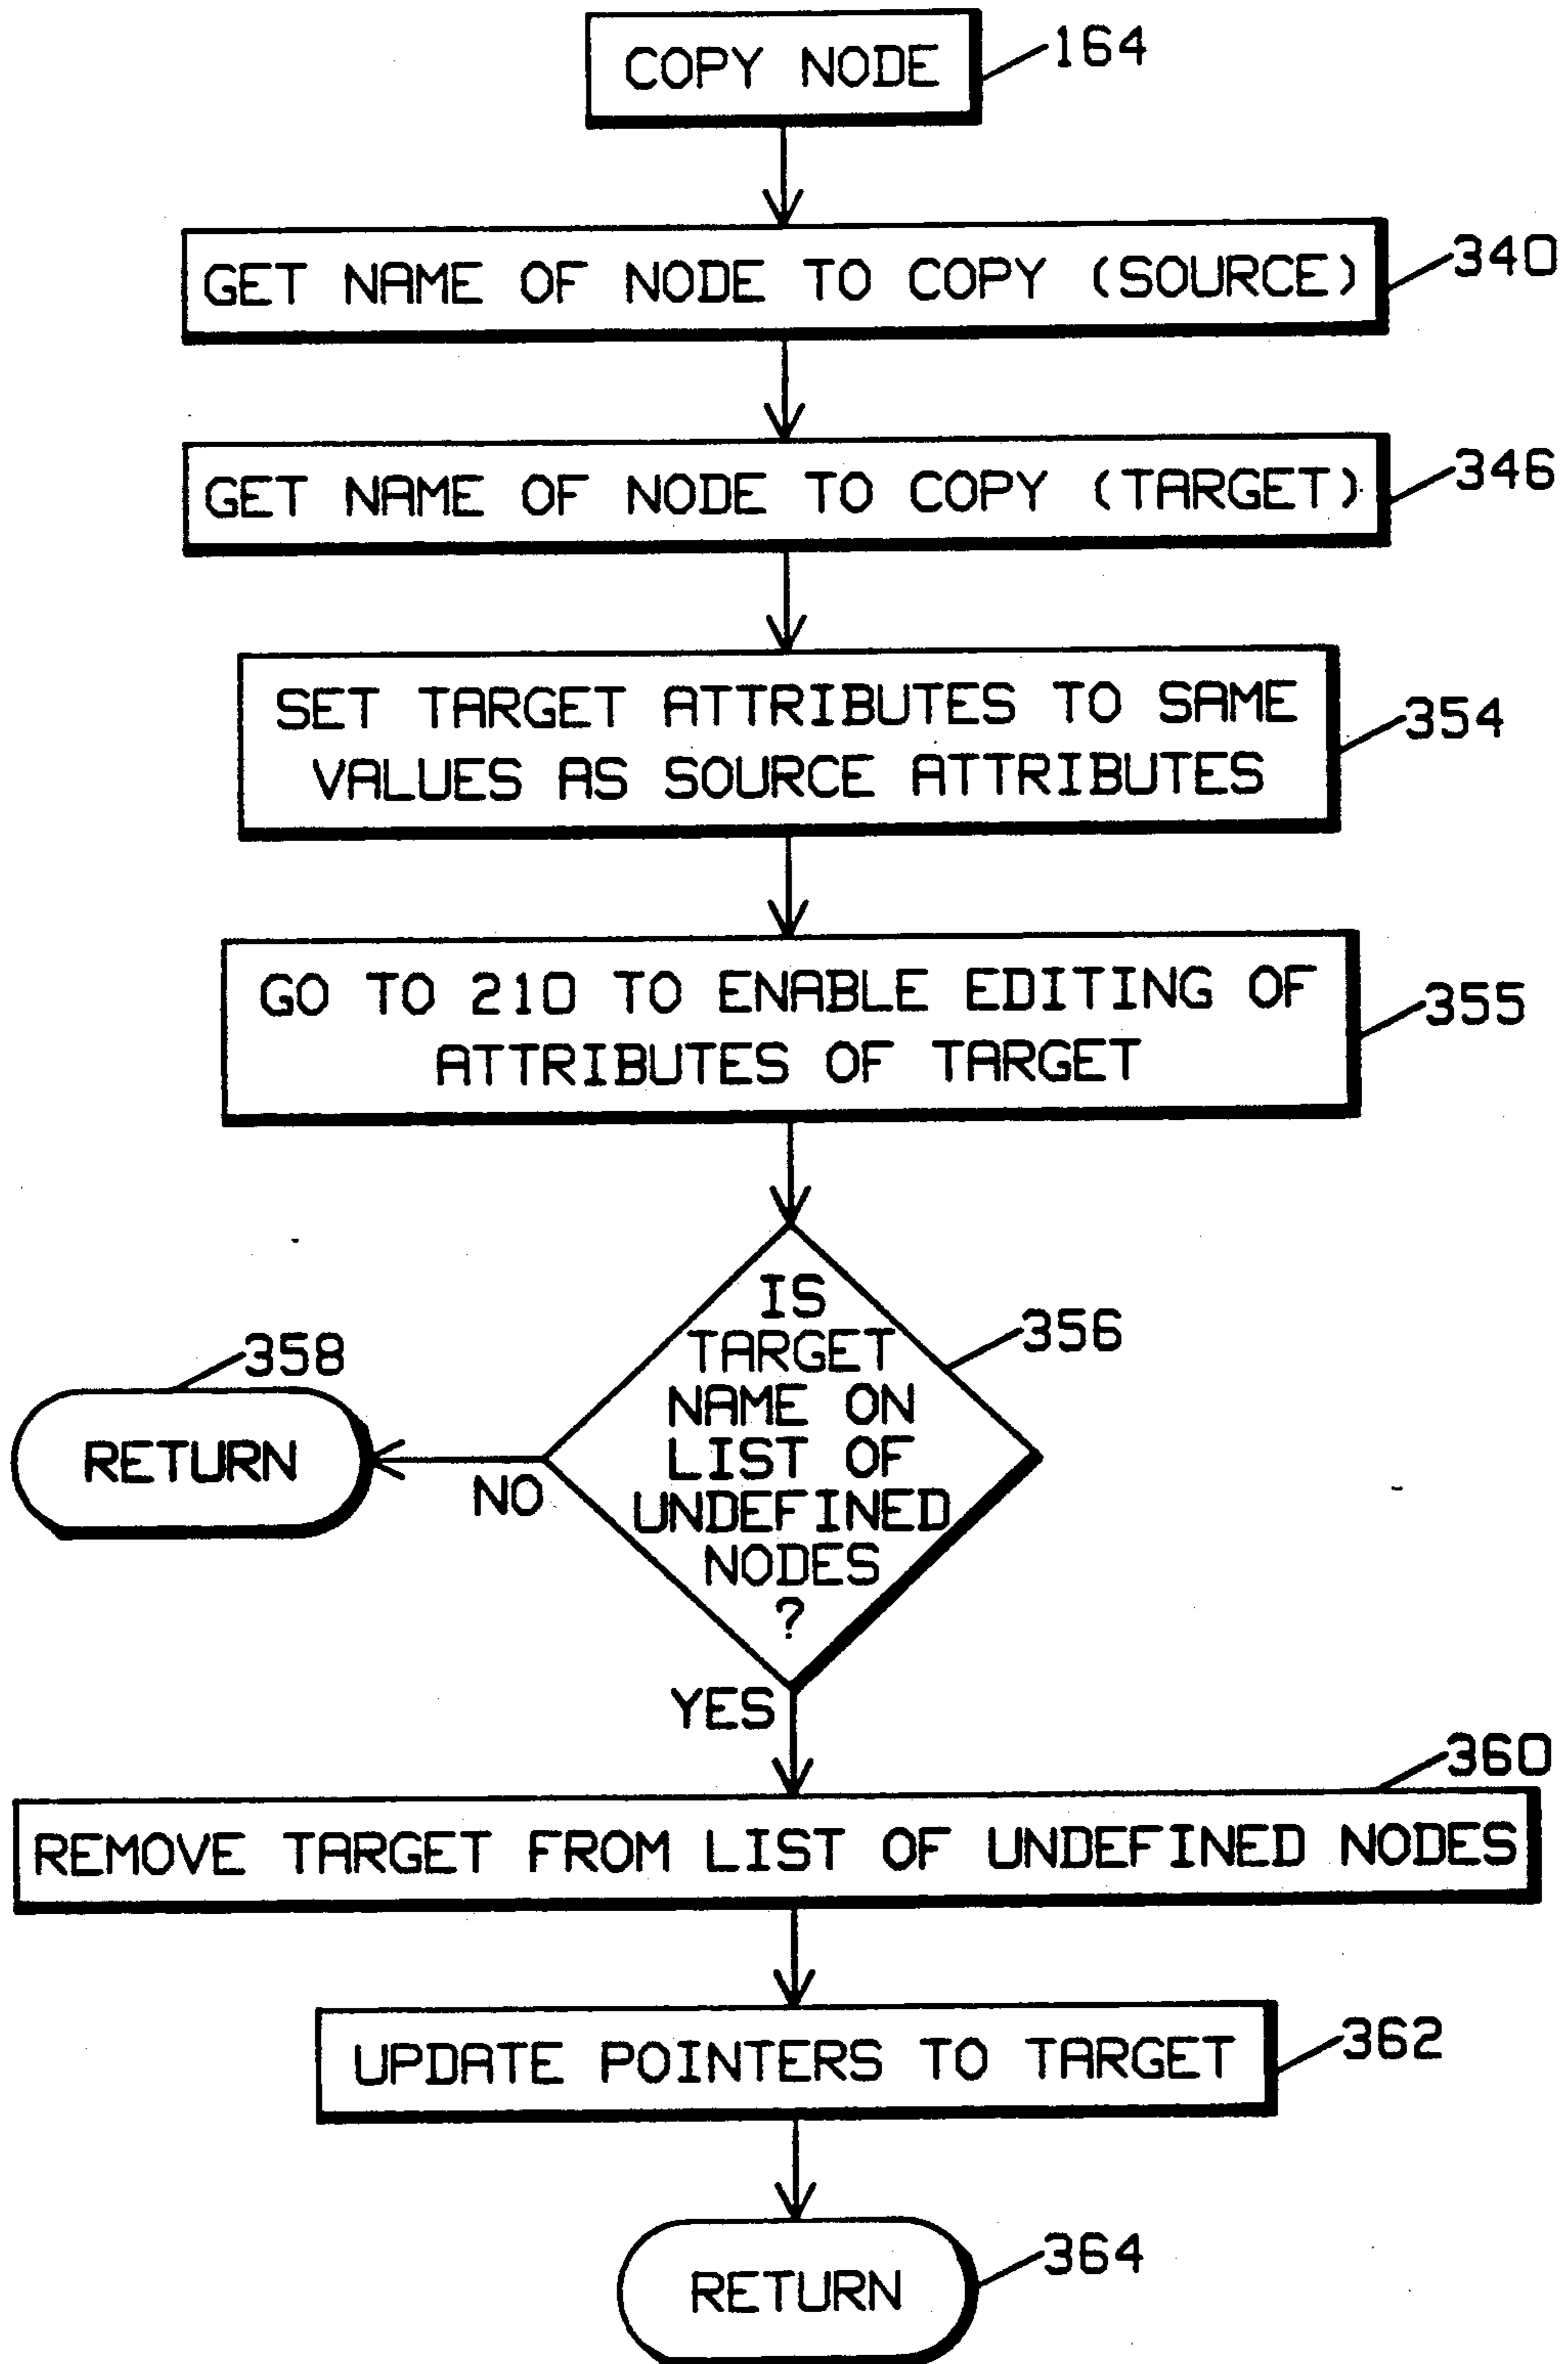 COPY NODE
164
GET NAME OF NODE TO COPY (SOURCE)
340
GET NAME OF NODE TO COPY (TARGET)
346
SET TARGET ATTRIBUTES TO SAME
VALUES AS SOURCE ATTRIBUTES
354
GO TO 210 TO ENABLE EDITING OF
ATTRIBUTES OF TARGET
355
IS
TARGET
NAME ON
LIST OF
UNDEFINED
NODES
?
356
358
RETURN
NO
YES
360
REMOVE TARGET FROM LIST OF UNDEFINED NODES
UPDATE POINTERS TO TARGET
362
RETURN
364